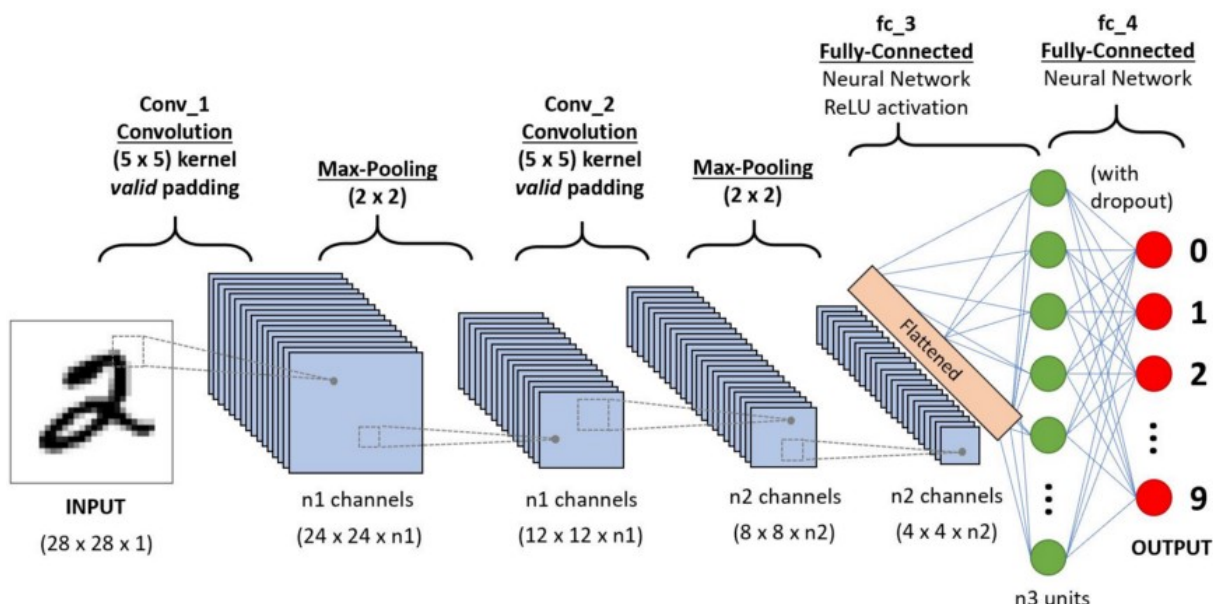 fc_3
Fully-Connected
Neural Network
ReLU activation
fc_4
Fully-Connected
Neural Network
Conv_1
Convolution
(5 x 5) kernel
valid padding
Max-Pooling
(2 x 2)
Conv_2
Convolution
(5 x 5) kernel
valid padding
Max-Pooling
(2 x 2)
(with
dropout)
Flattened
0
1
2
9
INPUT
(28 x 28 x 1)
n1 channels
(24 x 24 x n1)
n1 channels
(12 x 12 x n1)
n2 channels
(8 x 8 x n2)
n2 channels
(4 x 4 x n2)
OUTPUT
n3 units